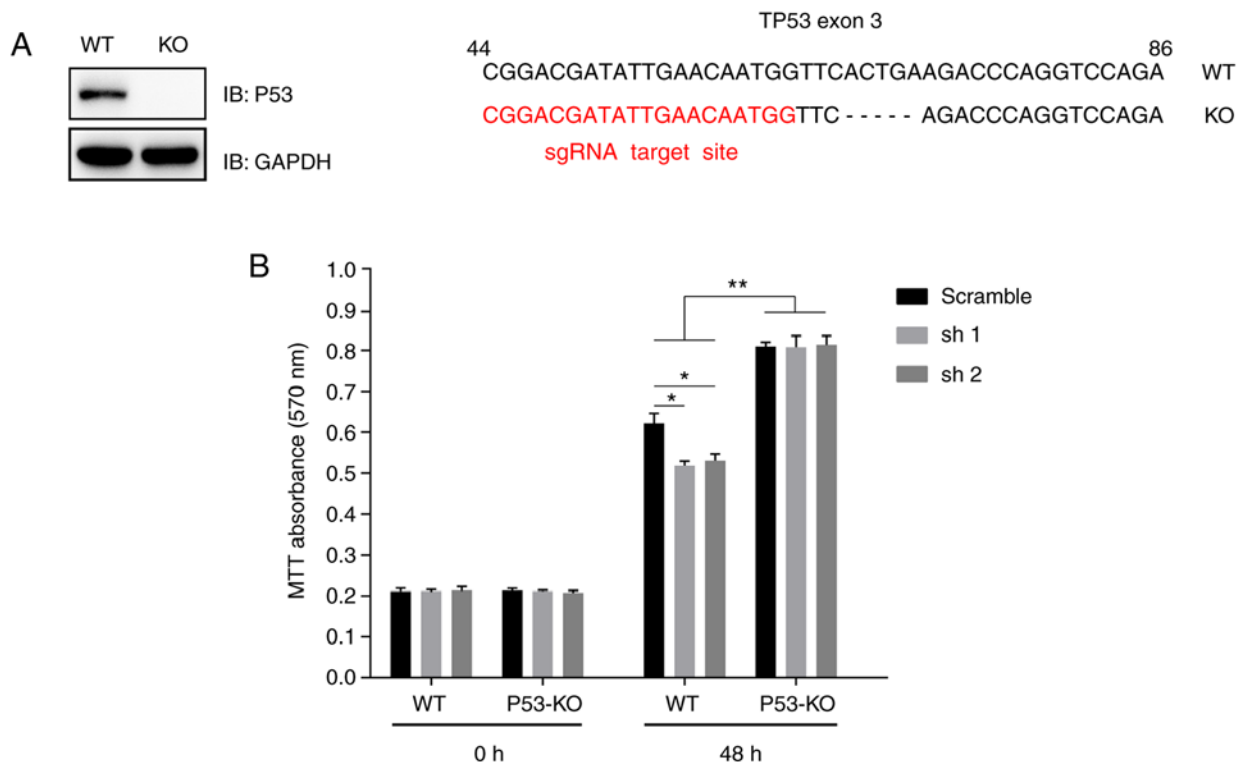 A
WT KO
IB: P53
IB: GAPDH
TP53 exon 3
44 86
CGGACGATATTGAACAATGGTTCACTGAAGACCCAGGTCCAGA WT
CGGACGATATTGAACAATGGTTC - - - - - AGACCCAGGTCCAGA KO
sgRNA target site
B
MTT absorbance (570 nm)
1.0
0.9
0.8
0.7
0.6
0.5
0.4
0.3
0.2
0.1
0.0
**
*
*
Scramble
sh 1
sh 2
WT P53-KO WT P53-KO
0 h 48 h